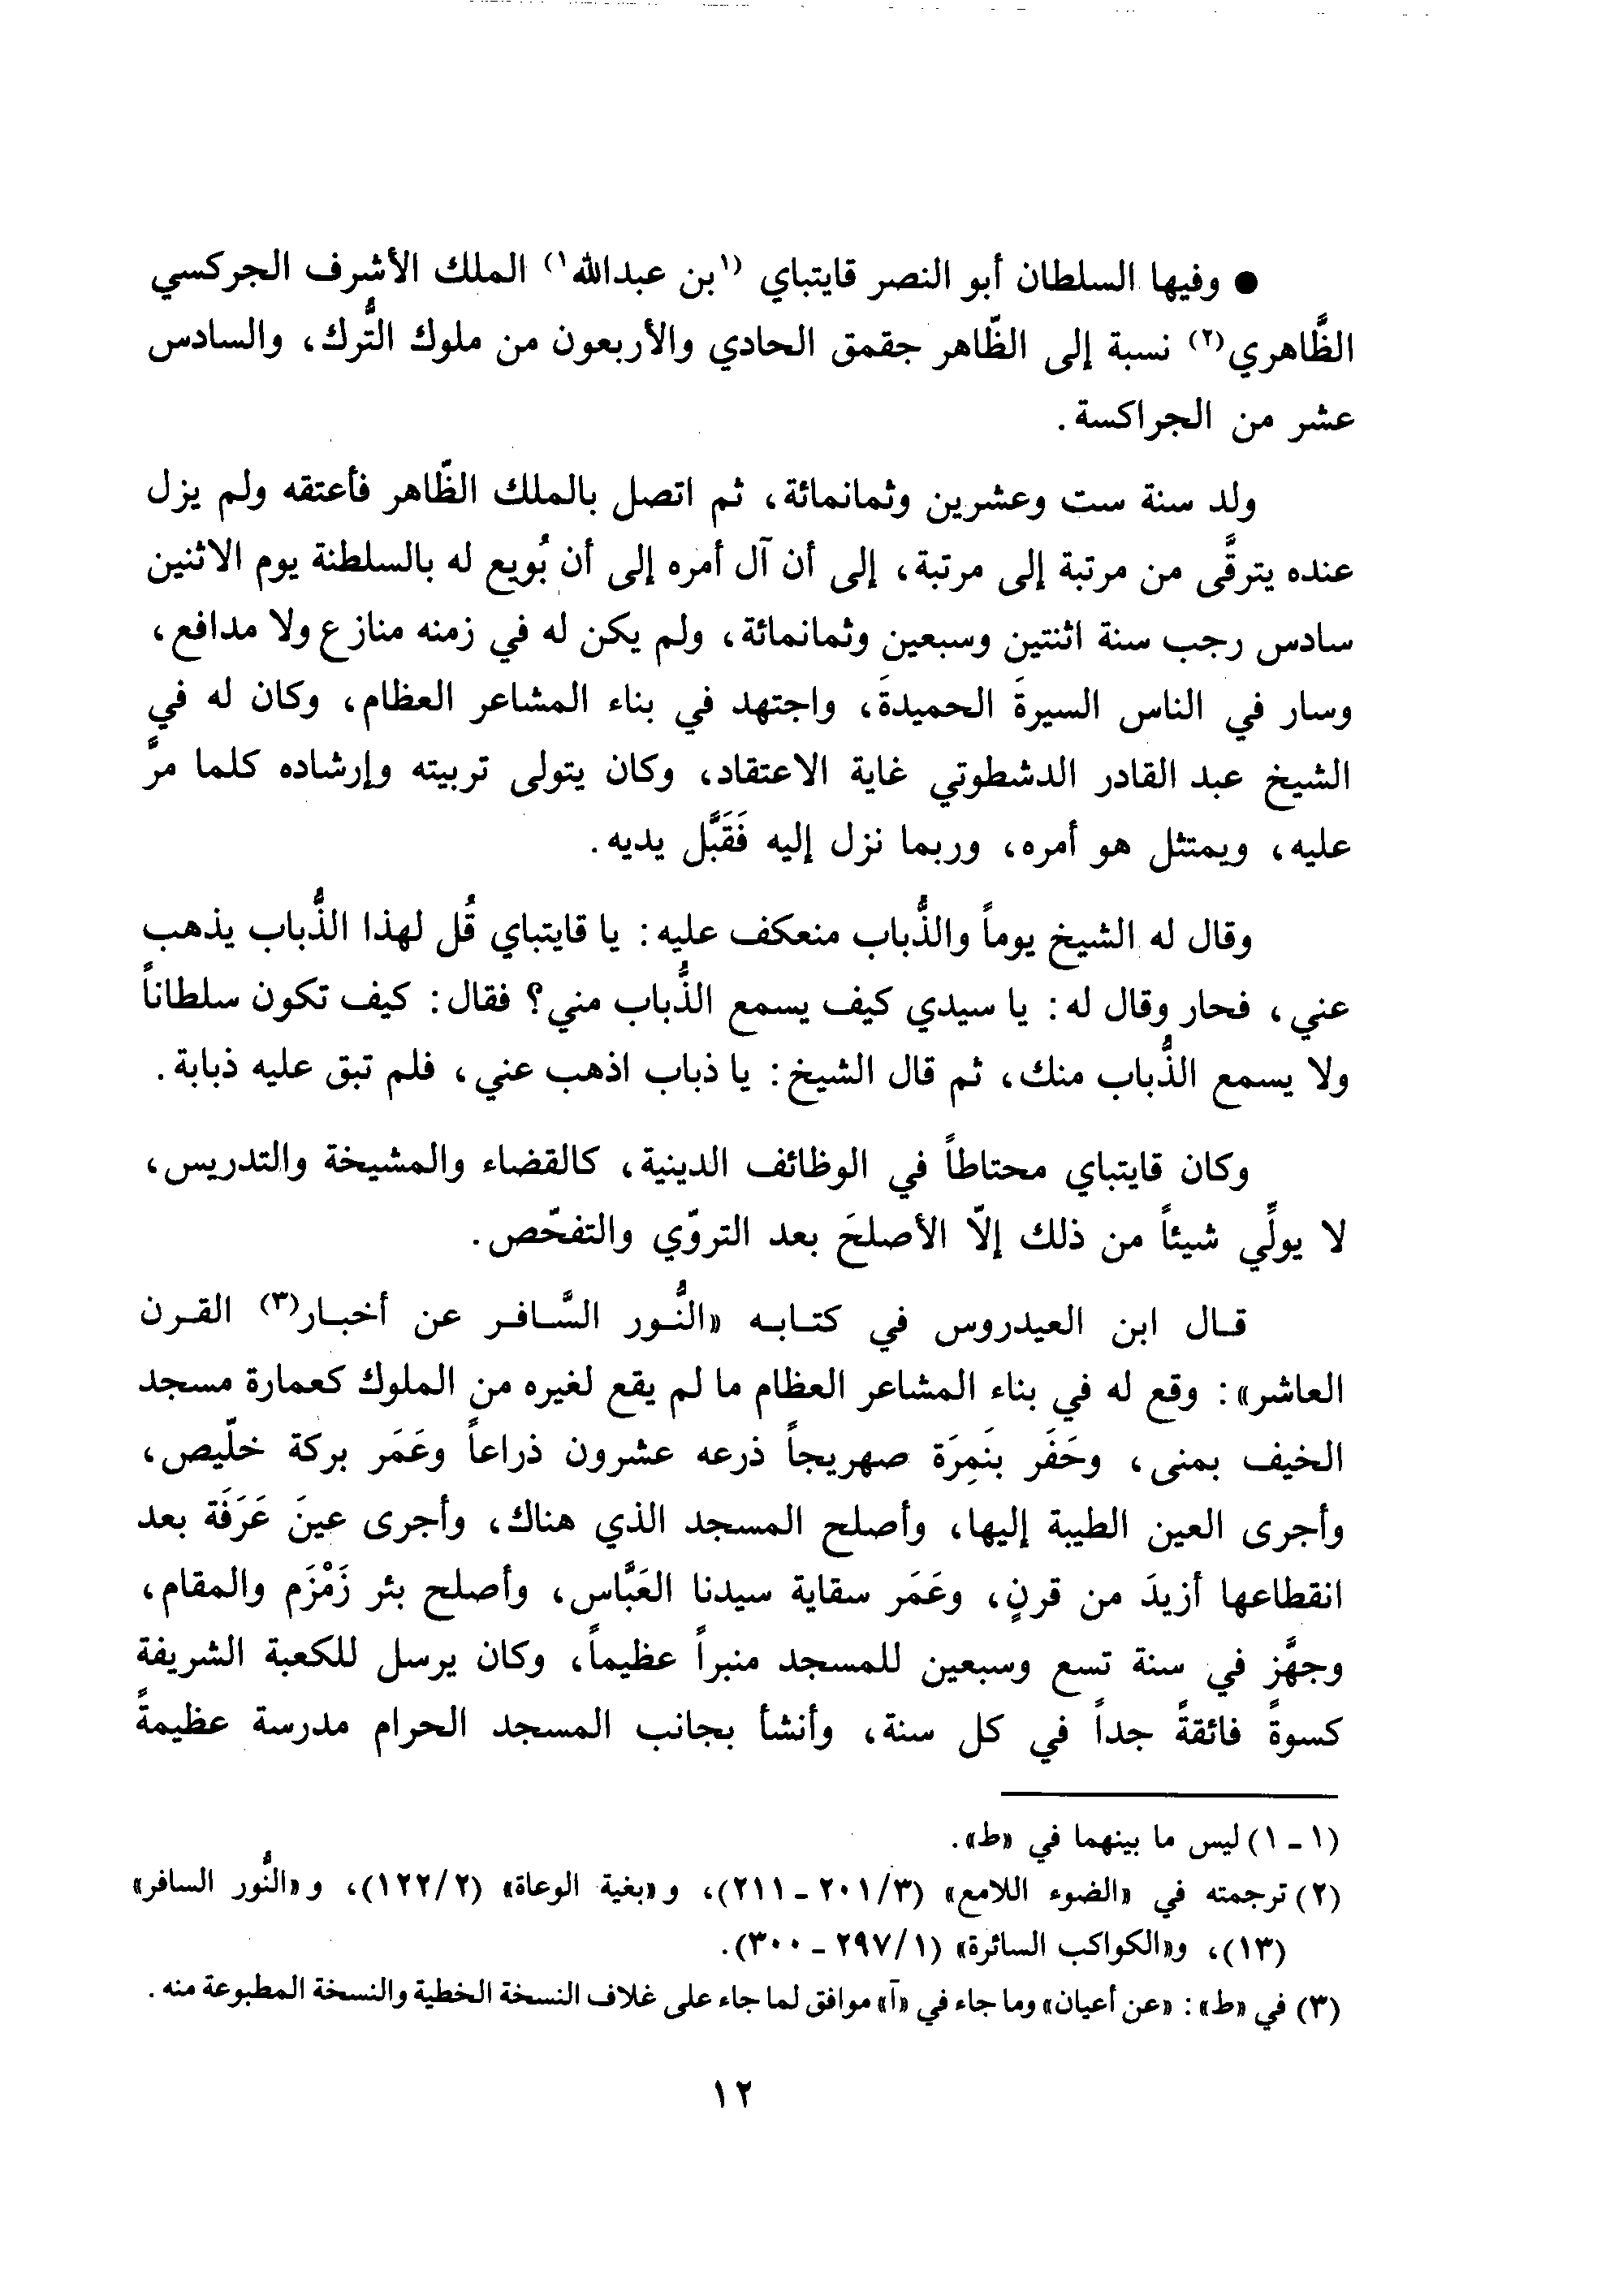 ● وفيها السلطان أبو النصر قايتباي (١بن عبدالله١) الملك الأشرف الجركسي
الظَّاهري(٢) نسبة إلى الظّاهر جقمق الحادي والأربعون من ملوك التُّرك، والسادس
عشر من الجراكسة.
ولد سنة ست وعشرين وثمانمائة، ثم اتصل بالملك الظّاهر فأعتقه ولم يزل
عنده يترقَّى من مرتبة إلى مرتبة، إلى أن آل أمره إلى أن بُويع له بالسلطنة يوم الاثنين
سادس رجب سنة اثنتين وسبعين وثمانمائة، ولم يكن له في زمنه منازع ولا مدافع،
وسار في الناس السيرةَ الحميدةَ، واجتهد في بناء المشاعر العظام، وكان له في
الشيخ عبد القادر الدشطوتي غاية الاعتقاد، وكان يتولى تربيته وإرشاده كلما مرَّ
عليه، ويمتثل هو أمره، وربما نزل إليه فَقَبَّل يديه.
وقال له الشيخ يوماً والذُّباب منعكف عليه: يا قايتباي قُل لهذا الذُّباب يذهب
عني، فحار وقال له: يا سيدي كيف يسمع الذُّباب مني؟ فقال: كيف تكون سلطاناً
ولا يسمع الذُّباب منك، ثم قال الشيخ: يا ذباب اذهب عني، فلم تبق عليه ذبابة.
وكان قايتباي محتاطاً في الوظائف الدينية، كالقضاء والمشيخة والتدريس،
لا يولِّي شيئاً من ذلك إلّا الأصلحَ بعد التروّي والتفحّص.
قال ابن العيدروس في كتابه «النُّور السَّافر عن أخبار(٣) القرن
العاشر»: وقع له في بناء المشاعر العظام ما لم يقع لغيره من الملوك كعمارة مسجد
الخيف بمنى، وحَفَر بنَمِرَة صهريجاً ذرعه عشرون ذراعاً وعَمَر بركة خلّيص،
وأجرى العين الطيبة إليها، وأصلح المسجد الذي هناك، وأجرى عينَ عَرَفَة بعد
انقطاعها أزيدَ من قرنٍ، وعَمَر سقاية سيدنا العَبَّاس، وأصلح بئر زَمْزَم والمقام،
وجهَّز في سنة تسع وسبعين للمسجد منبراً عظيماً، وكان يرسل للكعبة الشريفة
كسوةً فائقةً جداً في كل سنة، وأنشأ بجانب المسجد الحرام مدرسة عظيمةً
(١ ـ ١) ليس ما بينهما في «ط».
(٢) ترجمته في «الضوء اللامع» (٣/ ٢٠١ ـ ٢١١)، و«بغية الوعاة» (٢/ ١٢٢)، و«النُّور السافر»
(١٣)، و«الكواكب السائرة» (١/ ٢٩٧ ـ ٣٠٠).
(٣) في «ط»: «عن أعيان» وما جاء في «آ» موافق لما جاء على غلاف النسخة الخطية والنسخة المطبوعة منه.
١٢